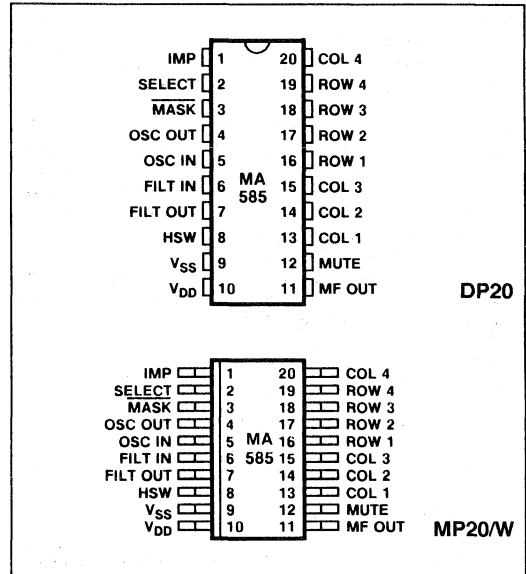 IMP 1 20 COL 4
SELECT 2 19 ROW 4
MASK 3 18 ROW 3
OSC OUT 4 17 ROW 2
OSC IN 5 16 ROW 1
FILT IN 6 MA 585 15 COL 3
FILT OUT 7 14 COL 2
HSW 8 13 COL 1
VSS 9 12 MUTE
VDD 10 11 MF OUT
DP20
IMP 1 20 COL 4
SELECT 2 19 ROW 4
MASK 3 18 ROW 3
OSC OUT 4 17 ROW 2
OSC IN 5 MA 16 ROW 1
FILT IN 6 585 15 COL 3
FILT OUT 7 14 COL 2
HSW 8 13 COL 1
VSS 9 12 MUTE
VDD 10 11 MF OUT
MP20/W